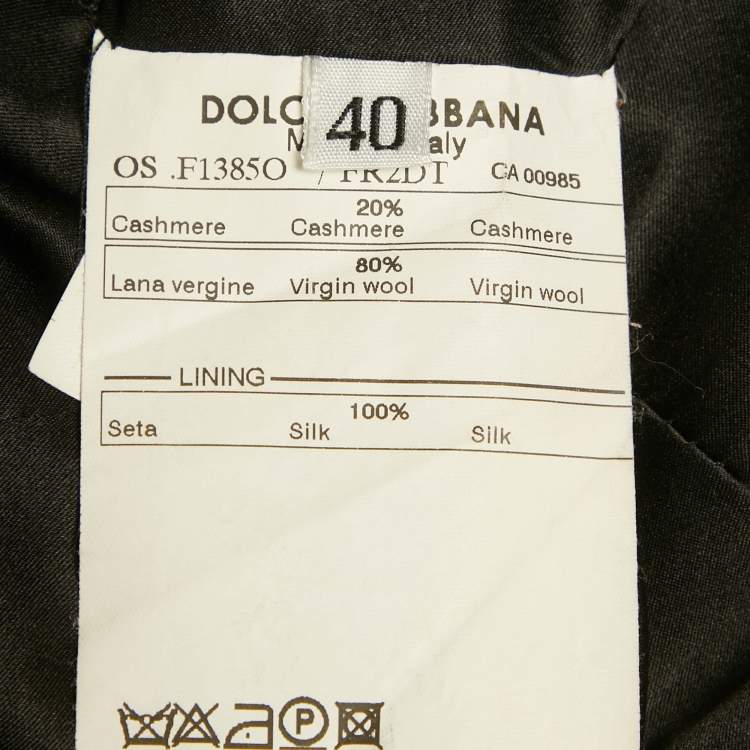 40
DOLC BBANA
M aly
OS .F1385O / FR2DT CA 00985
20%
Cashmere Cashmere Cashmere
80%
Lana vergine Virgin wool Virgin wool
LINING
100%
Seta Silk Silk
P